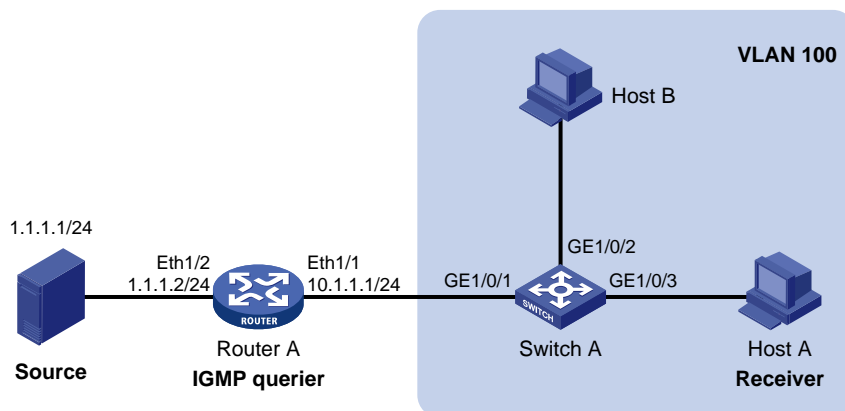 VLAN 100
Host B
1.1.1.1/24
Eth1/2
1.1.1.2/24
Eth1/1
10.1.1.1/24
GE1/0/1
GE1/0/2
GE1/0/3
ROUTER
SWITCH
Source
Router A
IGMP querier
Switch A
Host A
Receiver